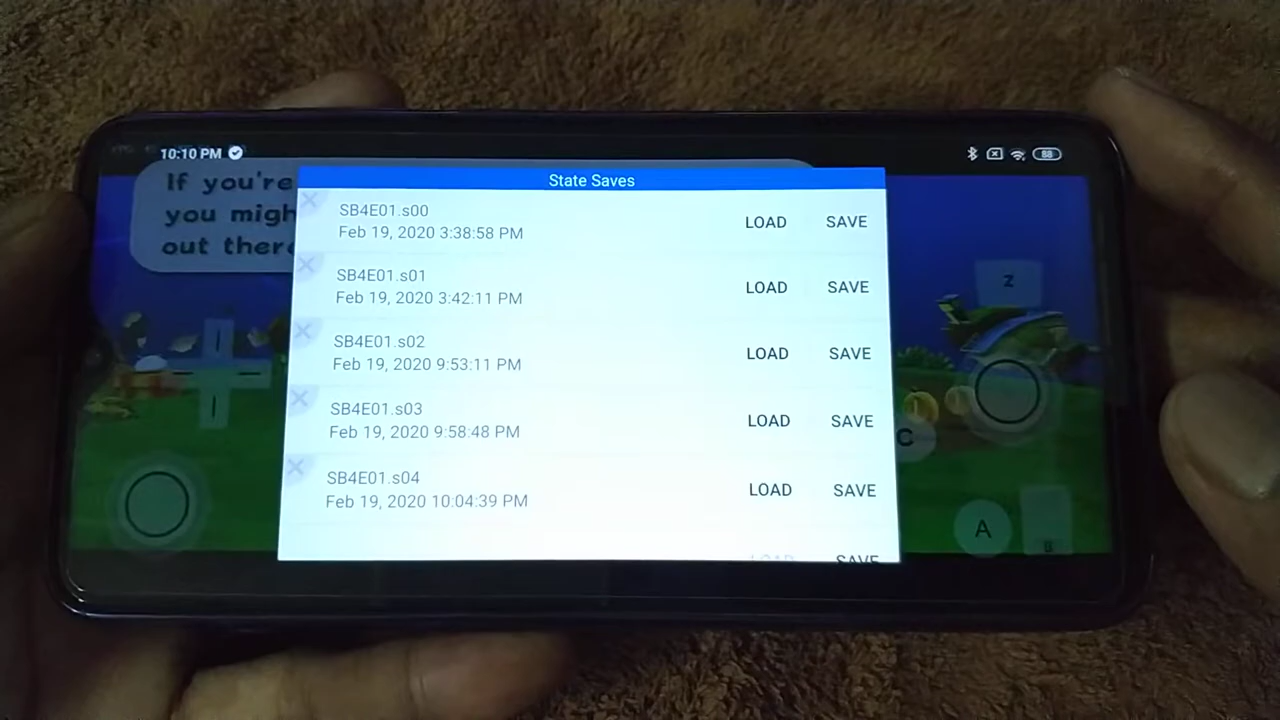 10:10 PM
88
If you're
you migh
out there
State Saves
SB4E01.s00
Feb 19, 2020 3:38:58 PM
LOAD SAVE
SB4E01.s01
Feb 19, 2020 3:42:11 PM
LOAD SAVE
SB4E01.s02
Feb 19, 2020 9:53:11 PM
LOAD SAVE
SB4E01.s03
Feb 19, 2020 9:58:48 PM
LOAD SAVE
SB4E01.s04
Feb 19, 2020 10:04:39 PM
LOAD SAVE
LOAD SAVE
Z
C
A
B